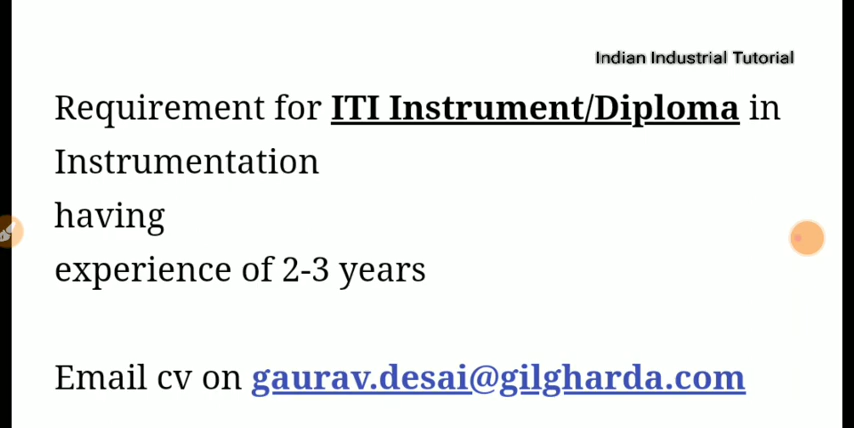 Indian Industrial Tutorial
Requirement for ITI Instrument/Diploma in
Instrumentation
having
experience of 2-3 years
Email cv on gaurav.desai@gilgharda.com